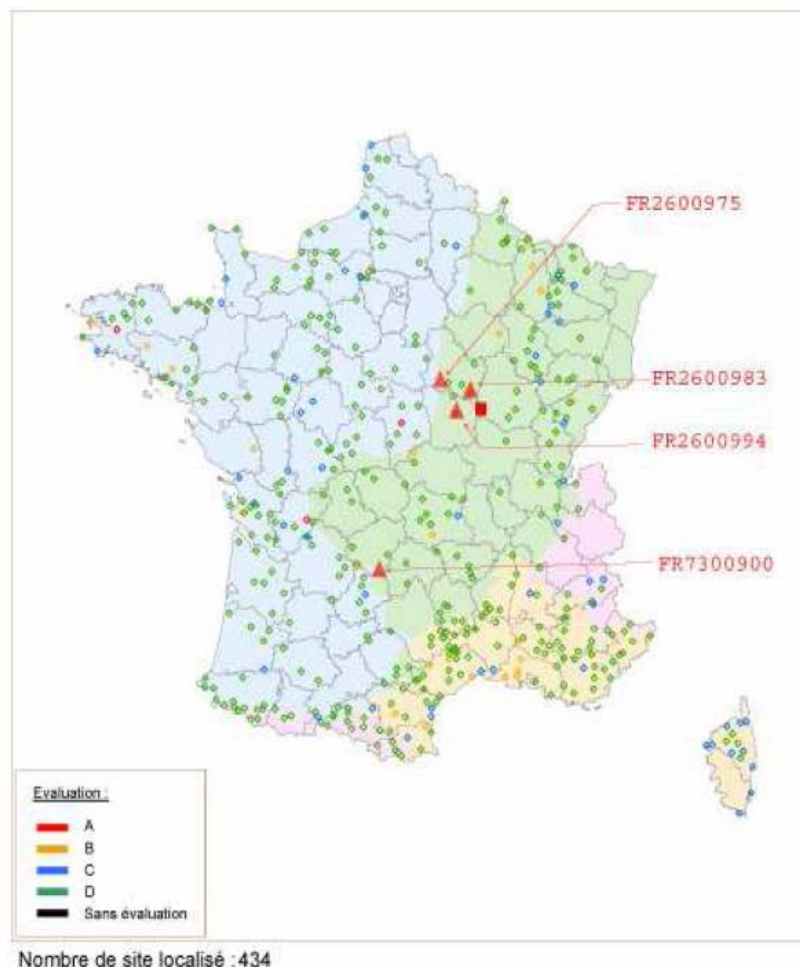 FR2600975
FR2600983
FR2600994
FR7300900
Evaluation :
A
B
C
D
Sans évaluation
Nombre de site localisé : 434